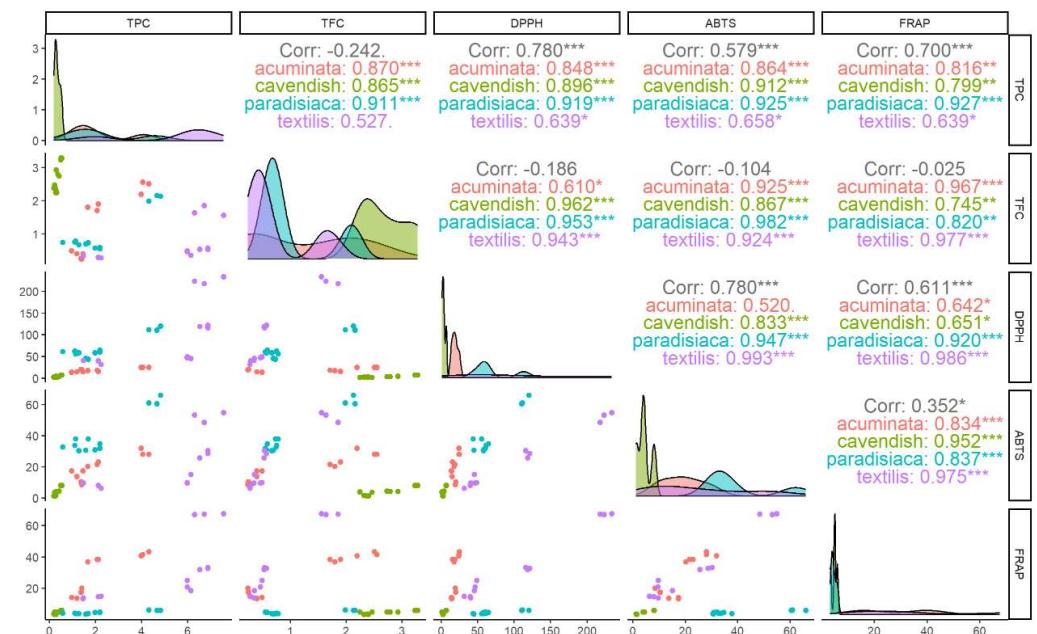 TPC TFC DPPH ABTS FRAP
Corr: -0.242. Corr: 0.780*** Corr: 0.579*** Corr: 0.700***
acuminata: 0.870*** acuminata: 0.848*** acuminata: 0.864*** acuminata: 0.816**
cavendish: 0.865*** cavendish: 0.896*** cavendish: 0.912*** cavendish: 0.799**
paradisiaca: 0.911*** paradisiaca: 0.919*** paradisiaca: 0.925*** paradisiaca: 0.927***
textilis: 0.527. textilis: 0.639* textilis: 0.658* textilis: 0.639*
3
2
1
0
TPC
Corr: -0.186 Corr: -0.104 Corr: -0.025
acuminata: 0.610* acuminata: 0.925*** acuminata: 0.967***
cavendish: 0.962*** cavendish: 0.867*** cavendish: 0.745**
paradisiaca: 0.953*** paradisiaca: 0.982*** paradisiaca: 0.820**
textilis: 0.943*** textilis: 0.924*** textilis: 0.977***
3
2
1
TFC
Corr: 0.780*** Corr: 0.611***
acuminata: 0.520. acuminata: 0.642*
cavendish: 0.833*** cavendish: 0.651*
paradisiaca: 0.947*** paradisiaca: 0.920***
textilis: 0.993*** textilis: 0.986***
200
150
100
50
0
DPPH
Corr: 0.352*
acuminata: 0.834***
cavendish: 0.952***
paradisiaca: 0.837***
textilis: 0.975***
60
40
20
0
ABTS
60
40
20
FRAP
0 2 4 6 1 2 3 0 50 100 150 200 0 20 40 60 20 40 60